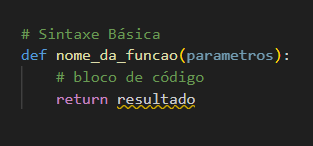 # Sintaxe Básica
def nome_da_funcao(parametros):
    # bloco de código
    return resultado